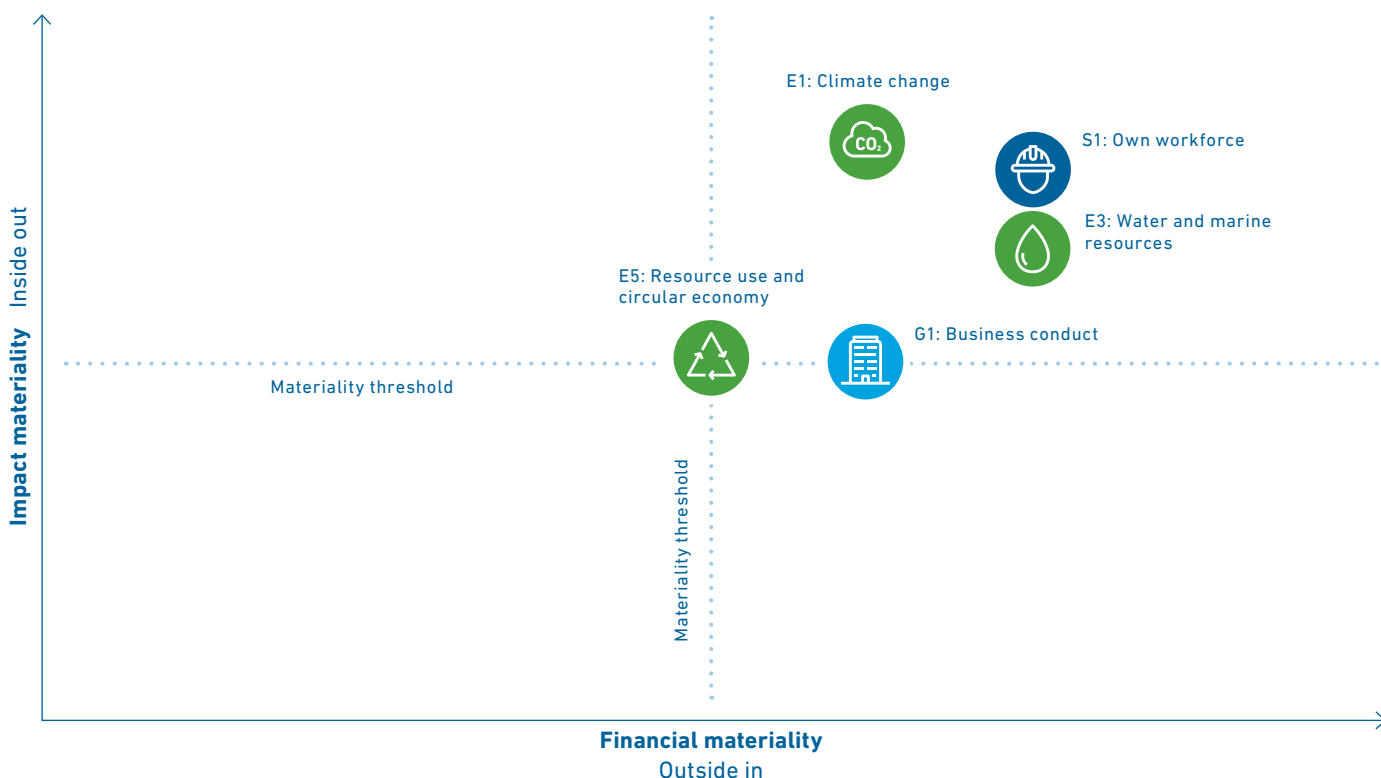 E1: Climate change
CO₂
S1: Own workforce
E3: Water and marine
resources
E5: Resource use and
circular economy
G1: Business conduct
Materiality threshold
Materiality threshold
Impact materiality Inside out
Financial materiality
Outside in